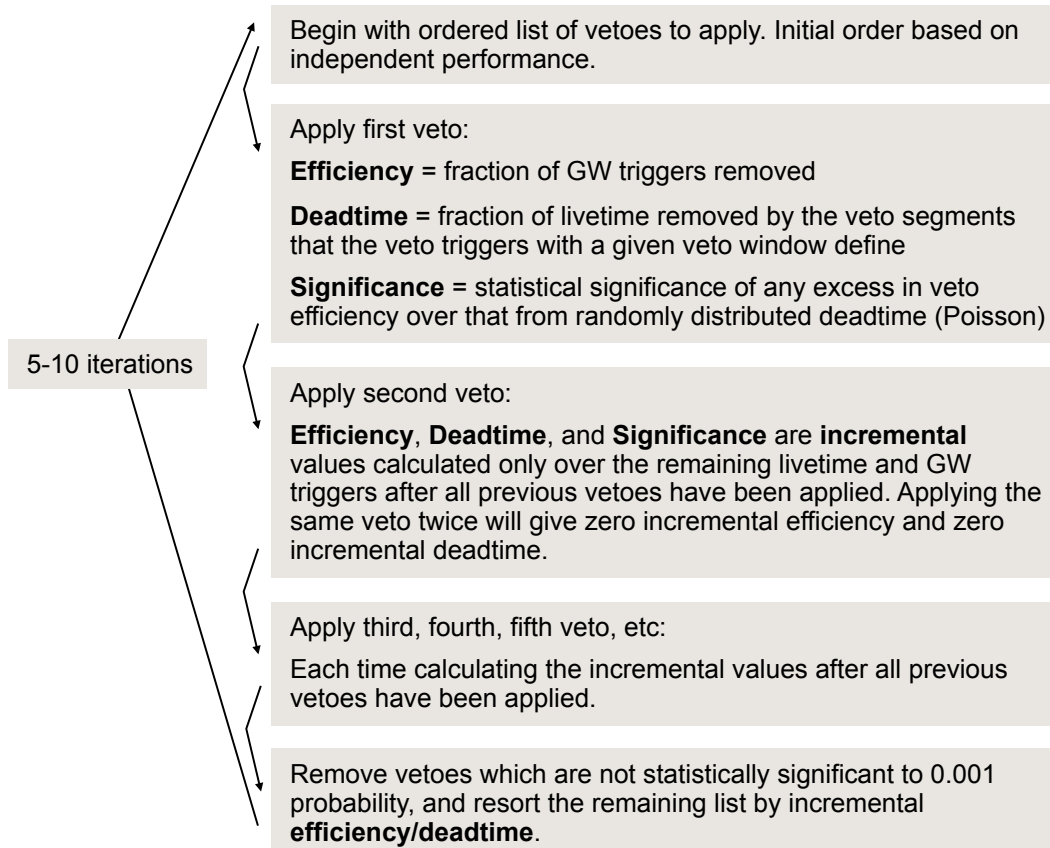 Begin with ordered list of vetoes to apply. Initial order based on
independent performance.
Apply first veto:
Efficiency = fraction of GW triggers removed
Deadtime = fraction of livetime removed by the veto segments
that the veto triggers with a given veto window define
Significance = statistical significance of any excess in veto
efficiency over that from randomly distributed deadtime (Poisson)
5-10 iterations
Apply second veto:
Efficiency, Deadtime, and Significance are incremental
values calculated only over the remaining livetime and GW
triggers after all previous vetoes have been applied. Applying the
same veto twice will give zero incremental efficiency and zero
incremental deadtime.
Apply third, fourth, fifth veto, etc:
Each time calculating the incremental values after all previous
vetoes have been applied.
Remove vetoes which are not statistically significant to 0.001
probability, and resort the remaining list by incremental
efficiency/deadtime.